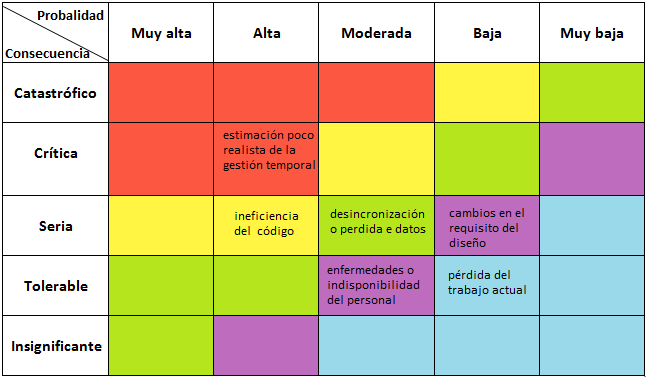 Probalidad
Consecuencia
Muy alta
Alta
Moderada
Baja
Muy baja
Catastrófico
Crítica
estimación poco
realista de la
gestión temporal
Seria
ineficiencia
del código
desincronización
o perdida e datos
cambios en el
requisito del
diseño
Tolerable
enfermedades o
indisponibilidad
del personal
pérdida del
trabajo actual
Insignificante